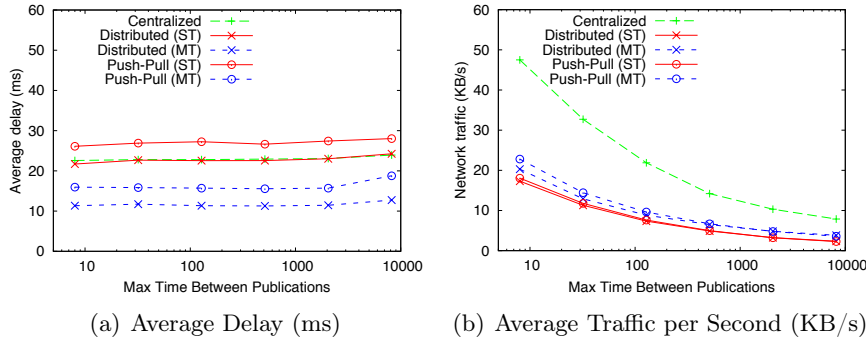 60
50
40
30
20
10
0
Average delay (ms)
Centralized
Distributed (ST)
Distributed (MT)
Push-Pull (ST)
Push-Pull (MT)
10 100 1000 10000
Max Time Between Publications
(a) Average Delay (ms)
60
50
40
30
20
10
0
Network traffic (KB/s)
Centralized
Distributed (ST)
Distributed (MT)
Push-Pull (ST)
Push-Pull (MT)
10 100 1000 10000
Max Time Between Publications
(b) Average Traffic per Second (KB/s)